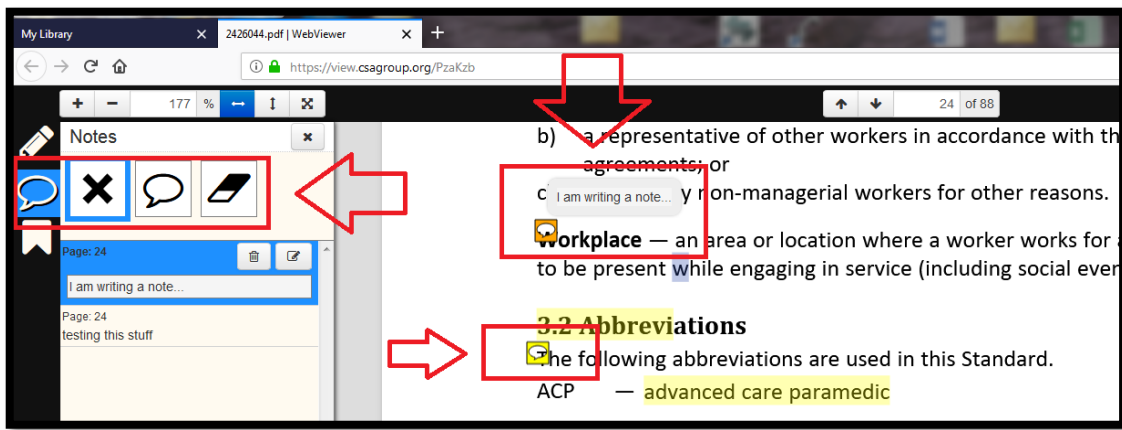 My Library
2426044.pdf | WebViewer
https://view.csagroup.org/PzaKzb
177 %
24 of 88
Notes
Page: 24
I am writing a note...
Page: 24
testing this stuff
b) a representative of other workers in accordance with th
agreements; or
c y non-managerial workers for other reasons.
I am writing a note...
Workplace — an area or location where a worker works for a
to be present while engaging in service (including social even
3.2 Abbreviations
The following abbreviations are used in this Standard.
ACP — advanced care paramedic